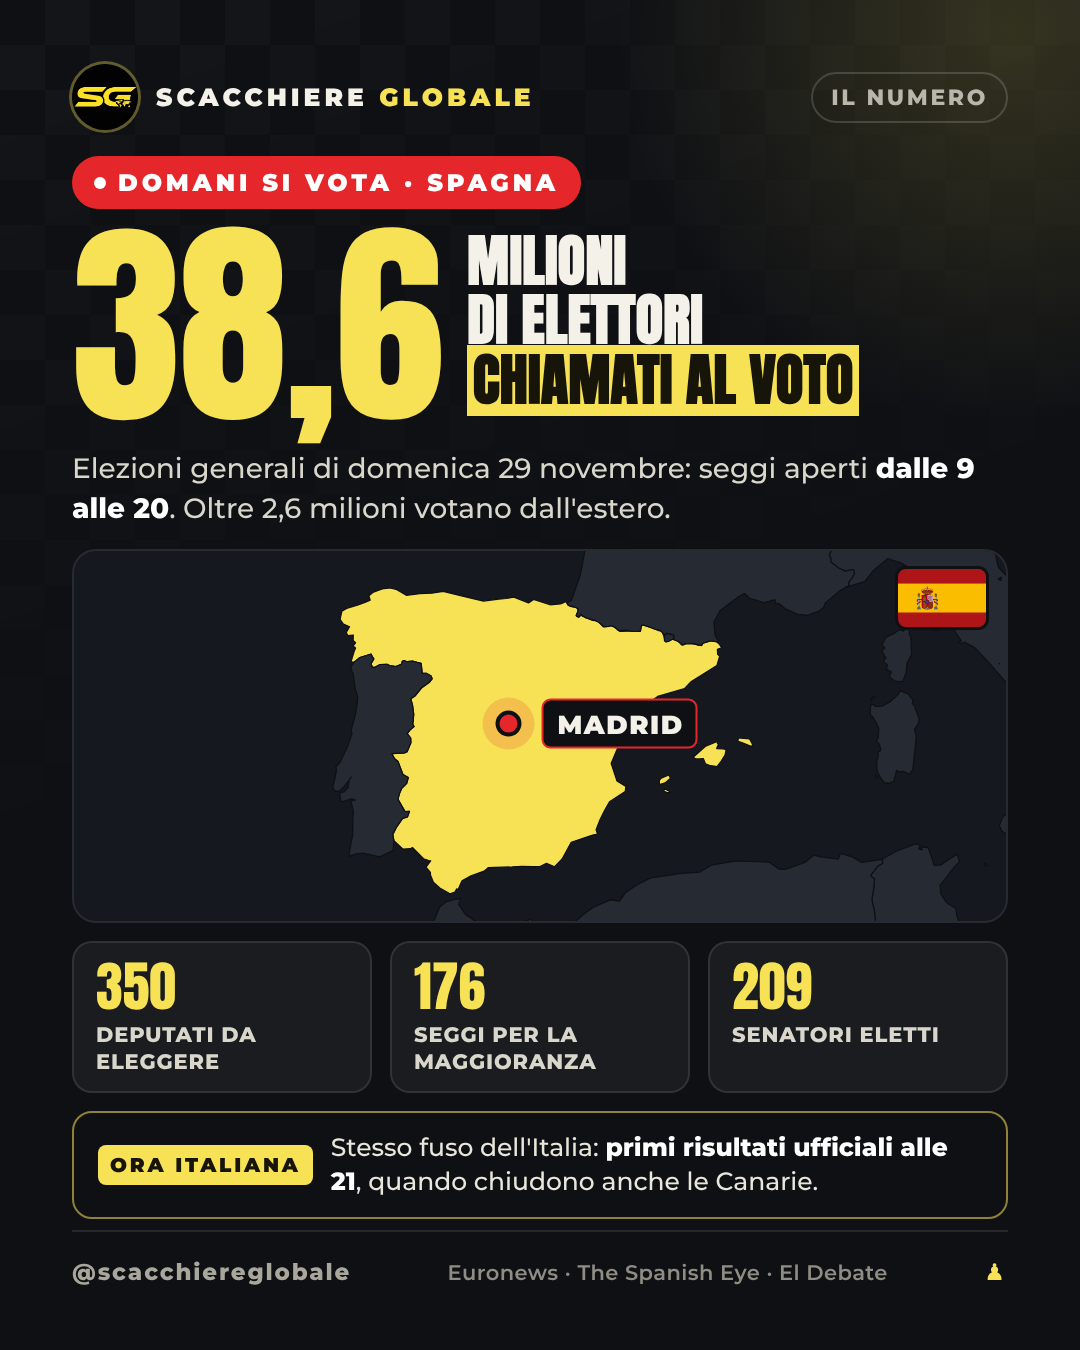 SG
SCACCHIERE GLOBALE
IL NUMERO
DOMANI SI VOTA · SPAGNA
38,6
MILIONI
DI ELETTORI
CHIAMATI AL VOTO
Elezioni generali di domenica 29 novembre: seggi aperti dalle 9
alle 20. Oltre 2,6 milioni votano dall'estero.
MADRID
350
DEPUTATI DA
ELEGGERE
176
SEGGI PER LA
MAGGIORANZA
209
SENATORI ELETTI
ORA ITALIANA
Stesso fuso dell'Italia: primi risultati ufficiali alle
21, quando chiudono anche le Canarie.
@scacchiereglobale
Euronews · The Spanish Eye · El Debate